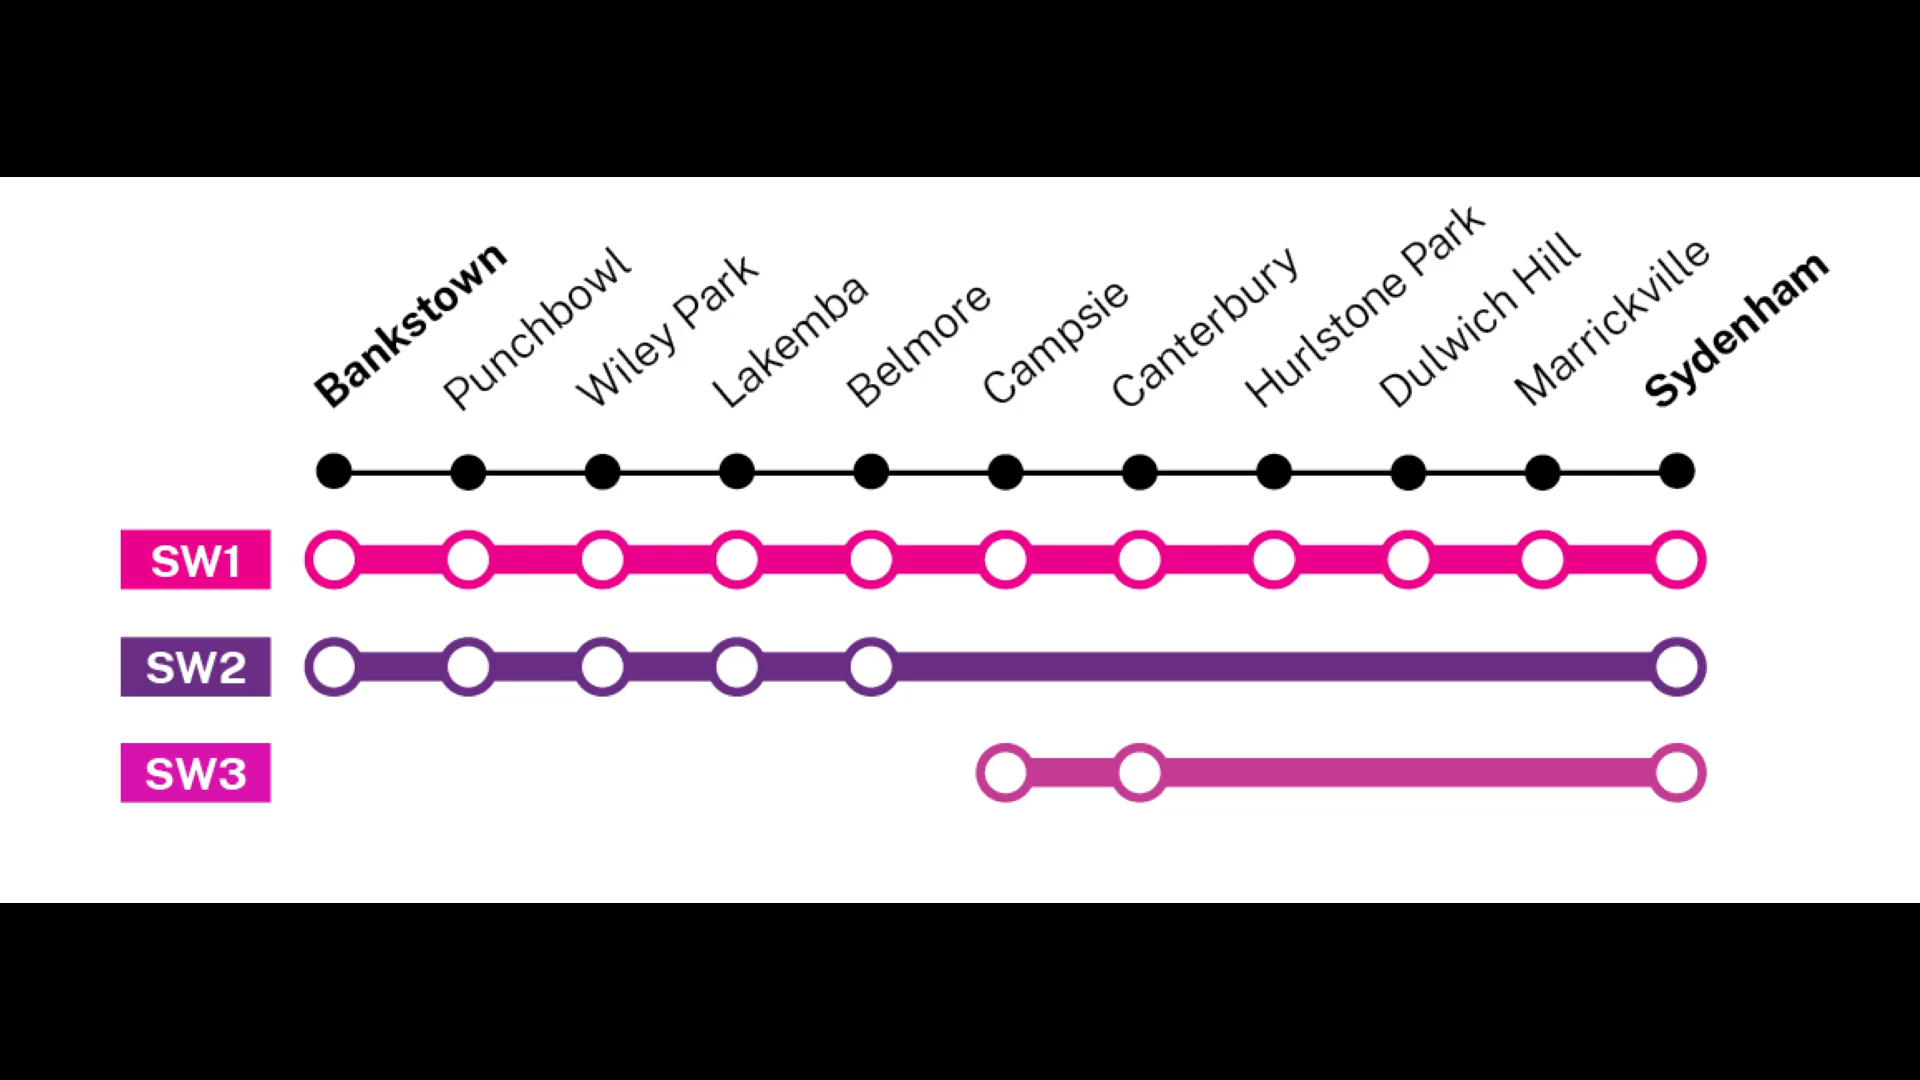 Bankstown
Punchbowl
Wiley Park
Lakemba
Belmore
Campsie
Canterbury
Hurlstone Park
Dulwich Hill
Marrickville
Sydenham
SW1
SW2
SW3